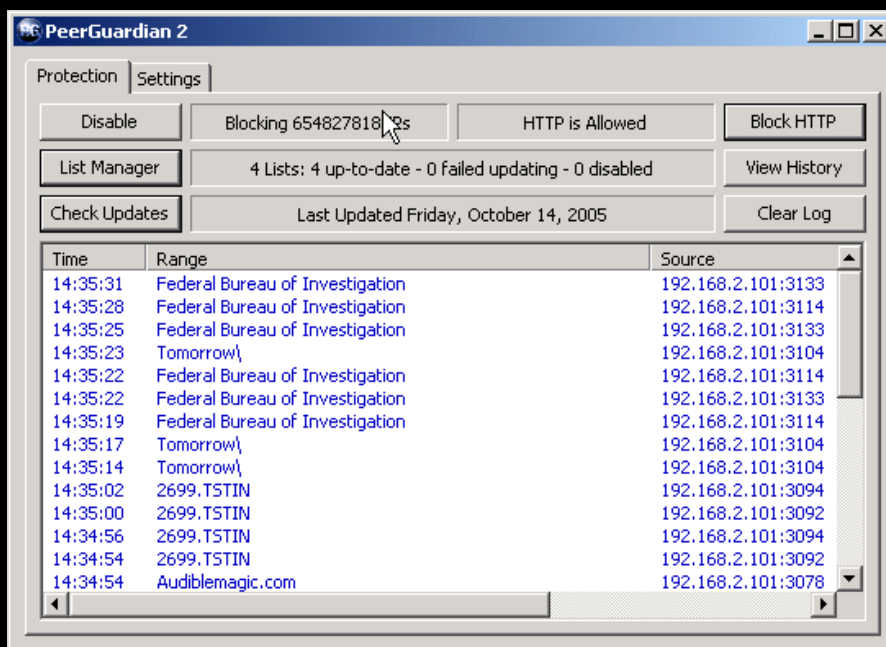 PeerGuardian 2
Protection Settings
Disable Blocking 654827818 HTTP is Allowed Block HTTP
List Manager 4 Lists: 4 up-to-date - 0 failed updating - 0 disabled View History
Check Updates Last Updated Friday, October 14, 2005 Clear Log
Time Range Source
14:35:31 Federal Bureau of Investigation 192.168.2.101:3133
14:35:28 Federal Bureau of Investigation 192.168.2.101:3114
14:35:25 Federal Bureau of Investigation 192.168.2.101:3133
14:35:23 Tomorrow\ 192.168.2.101:3104
14:35:22 Federal Bureau of Investigation 192.168.2.101:3114
14:35:22 Federal Bureau of Investigation 192.168.2.101:3133
14:35:19 Federal Bureau of Investigation 192.168.2.101:3114
14:35:17 Tomorrow\ 192.168.2.101:3104
14:35:14 Tomorrow\ 192.168.2.101:3104
14:35:02 2699.TSTIN 192.168.2.101:3094
14:35:00 2699.TSTIN 192.168.2.101:3092
14:34:56 2699.TSTIN 192.168.2.101:3094
14:34:54 2699.TSTIN 192.168.2.101:3092
14:34:54 Audiblemagic.com 192.168.2.101:3078